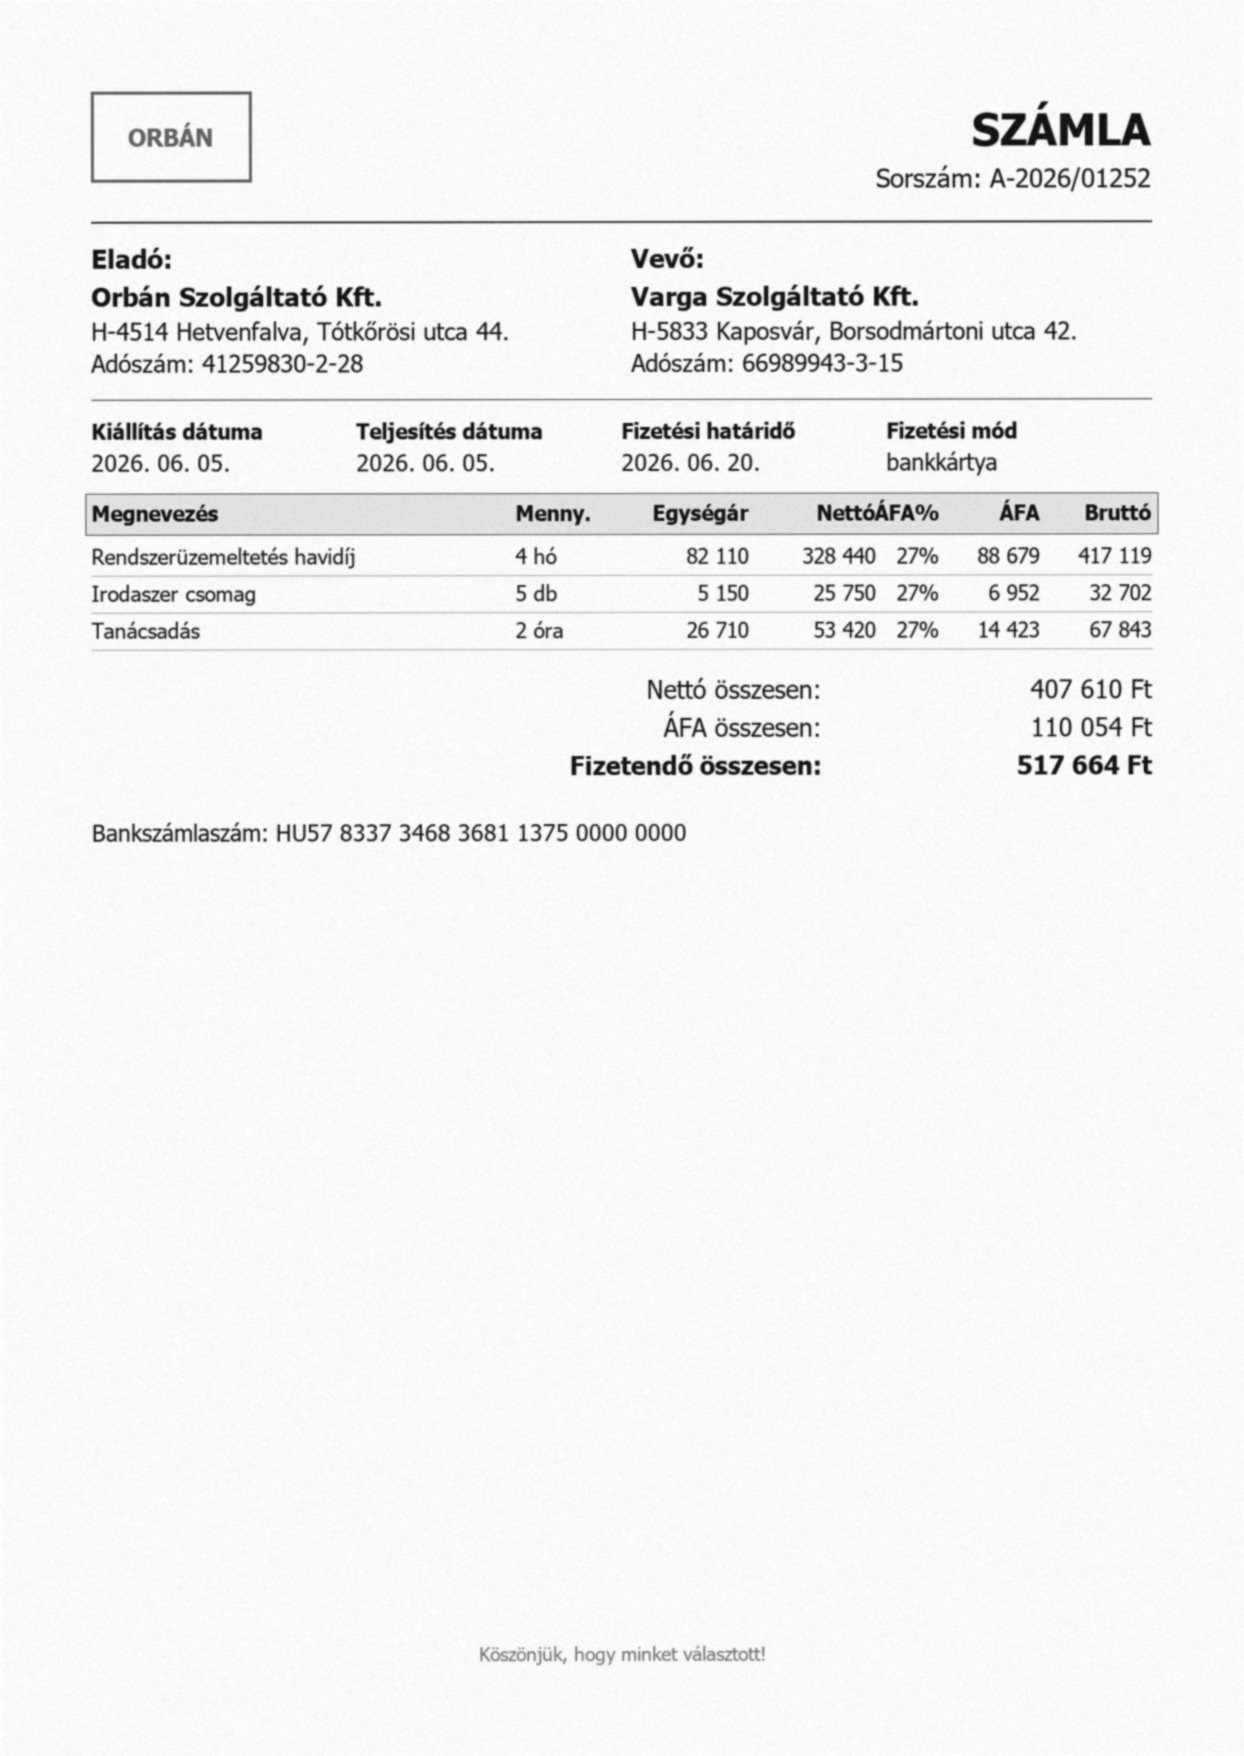 ORBÁN
SZÁMLA
Sorszám: A-2026/01252
Eladó:
Orbán Szolgáltató Kft.
H-4514 Hetvenfalva, Tótkőrösi utca 44.
Adószám: 41259830-2-28
Vevő:
Varga Szolgáltató Kft.
H-5833 Kaposvár, Borsodmártoni utca 42.
Adószám: 66989943-3-15
Kiállítás dátuma Teljesítés dátuma Fizetési határidő Fizetési mód
2026. 06. 05. 2026. 06. 05. 2026. 06. 20. bankkártya
Megnevezés Menny. Egységár Nettó ÁFA% ÁFA Bruttó
Rendszerüzemeltetés havidíj 4 hó 82 110 328 440 27% 88 679 417 119
Irodaszer csomag 5 db 5 150 25 750 27% 6 952 32 702
Tanácsadás 2 óra 26 710 53 420 27% 14 423 67 843
Nettó összesen: 407 610 Ft
ÁFA összesen: 110 054 Ft
Fizetendő összesen: 517 664 Ft
Bankszámlaszám: HU57 8337 3468 3681 1375 0000 0000
Köszönjük, hogy minket választott!